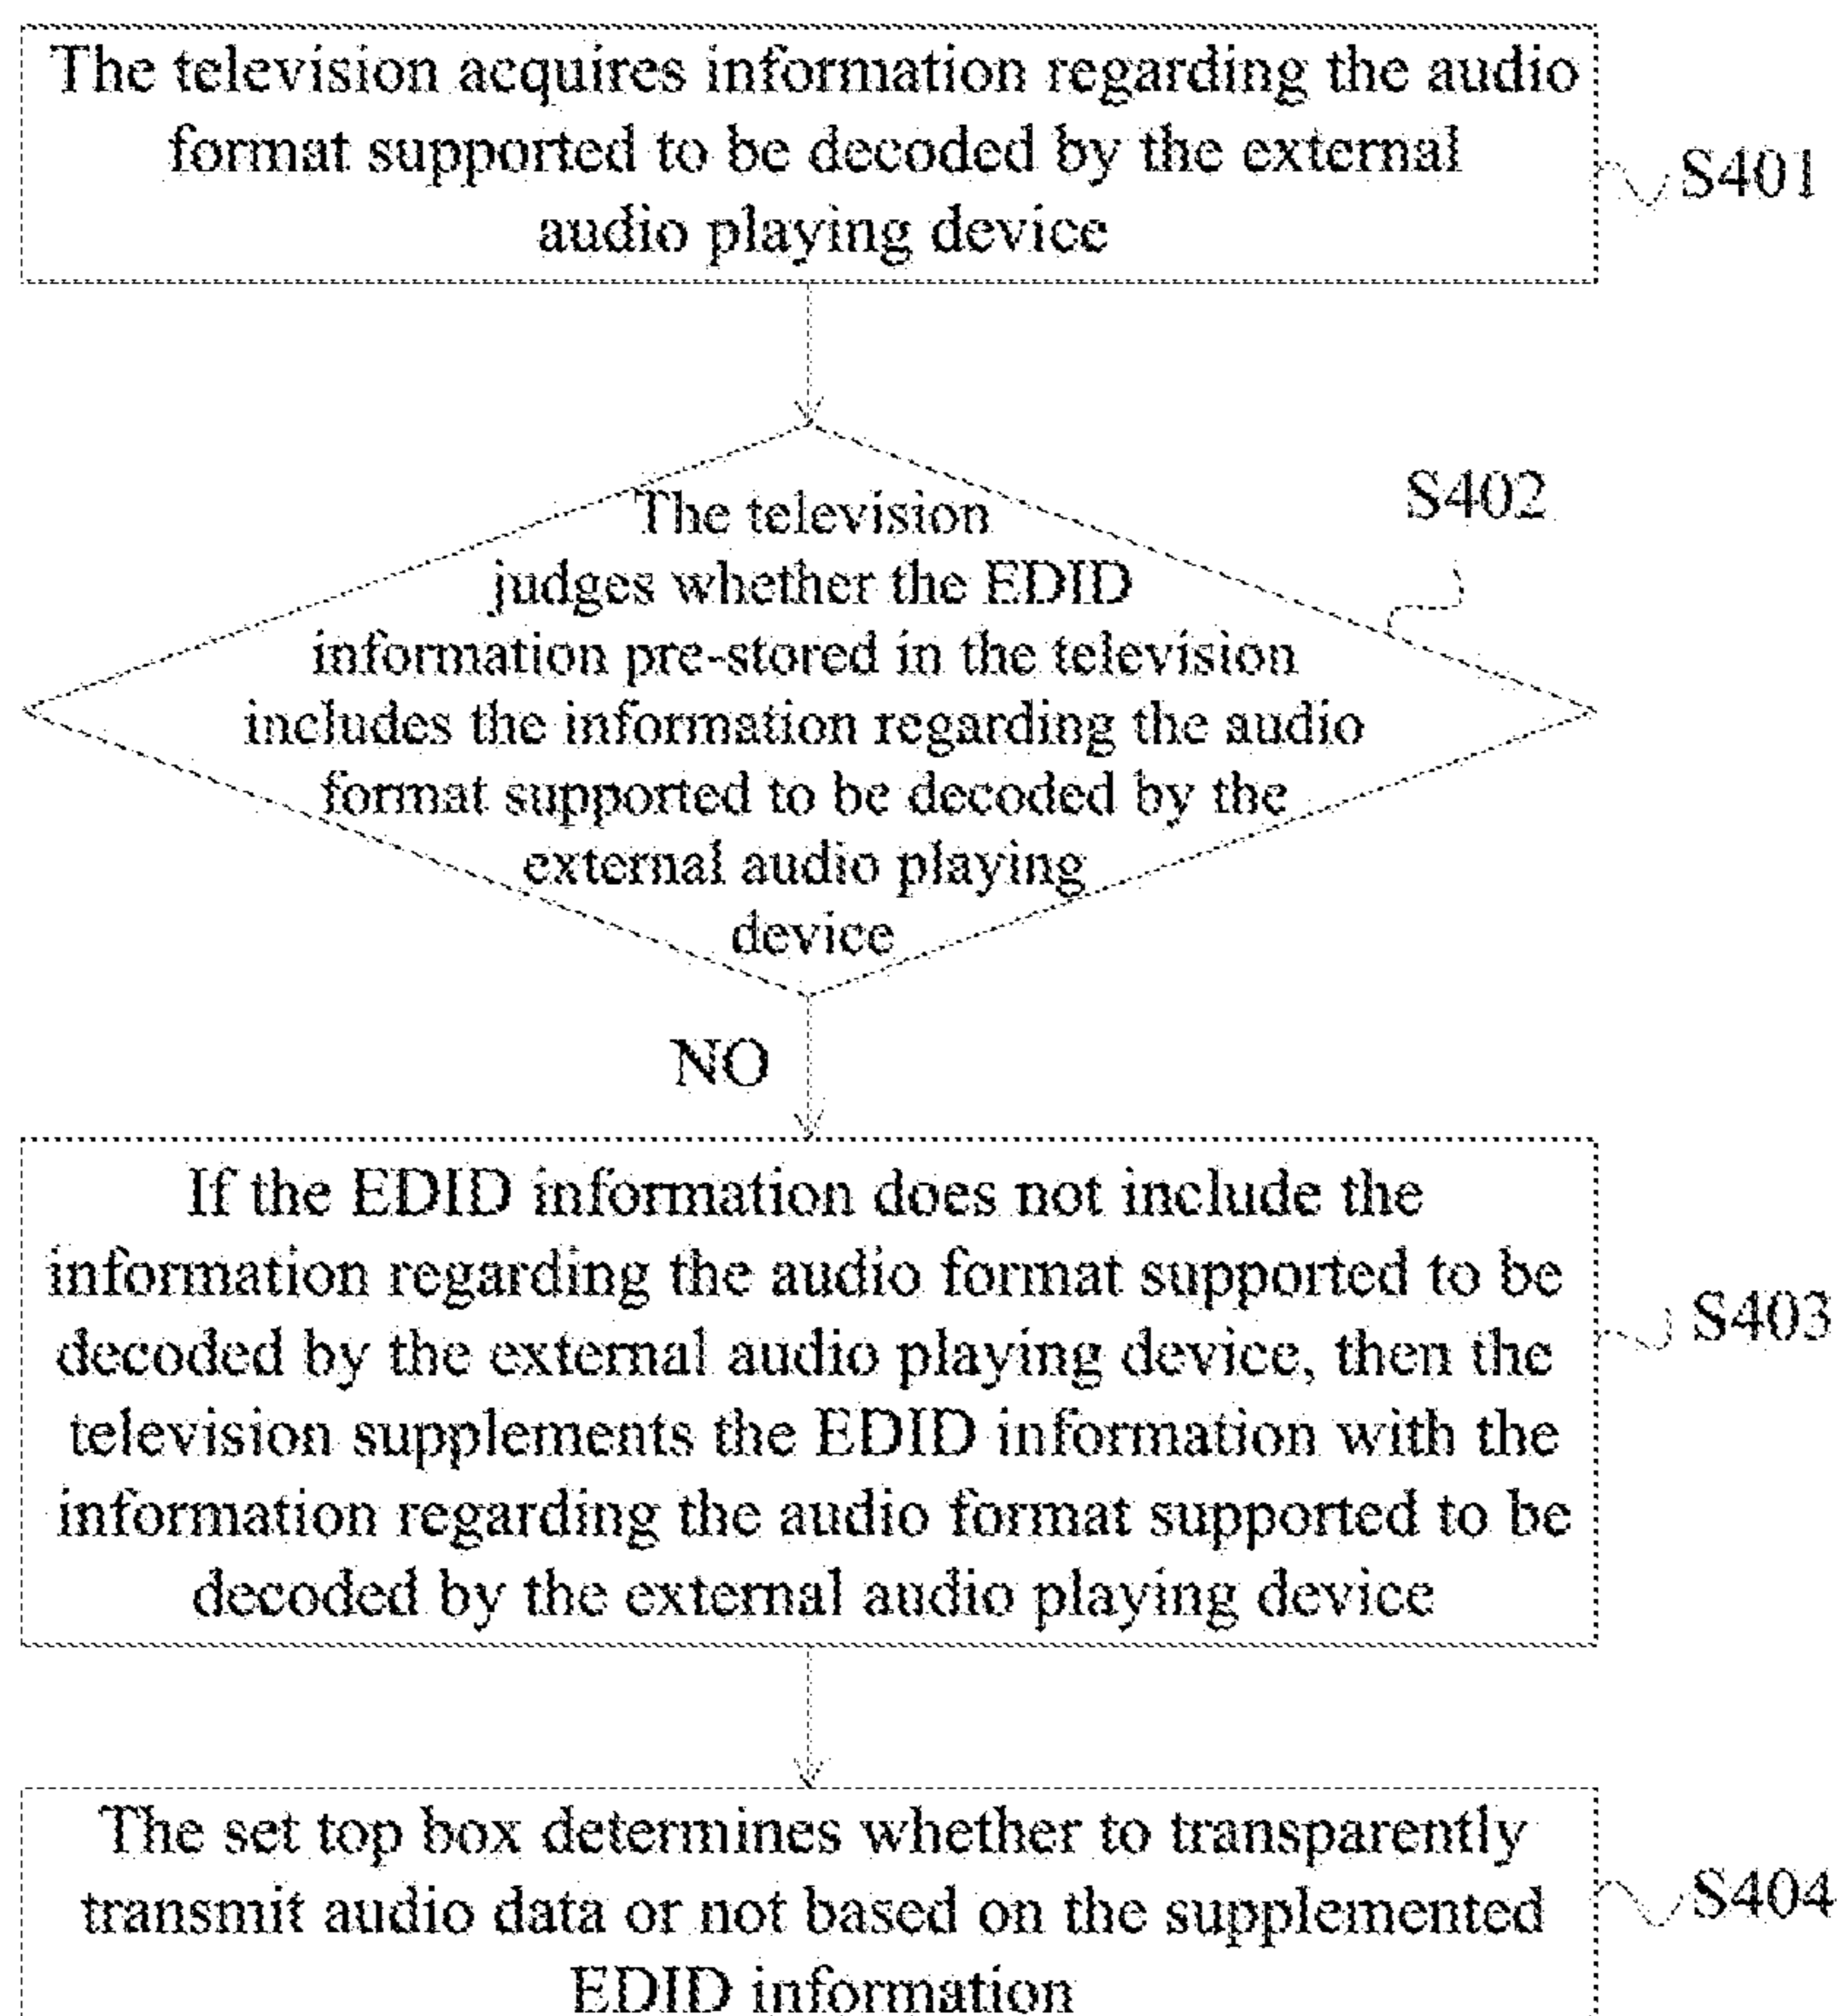 The television acquires information regarding the audio
format supported to be decoded by the external
audio playing device
S401
The television
judges whether the EDID
information pre-stored in the television
includes the information regarding the audio
format supported to be decoded by the
external audio playing
device
S402
NO
If the EDID information does not include the
information regarding the audio format supported to be
decoded by the external audio playing device, then the
television supplements the EDID information with the
information regarding the audio format supported to be
decoded by the external audio playing device
S403
The set top box determines whether to transparently
transmit audio data or not based on the supplemented
EDID information
S404